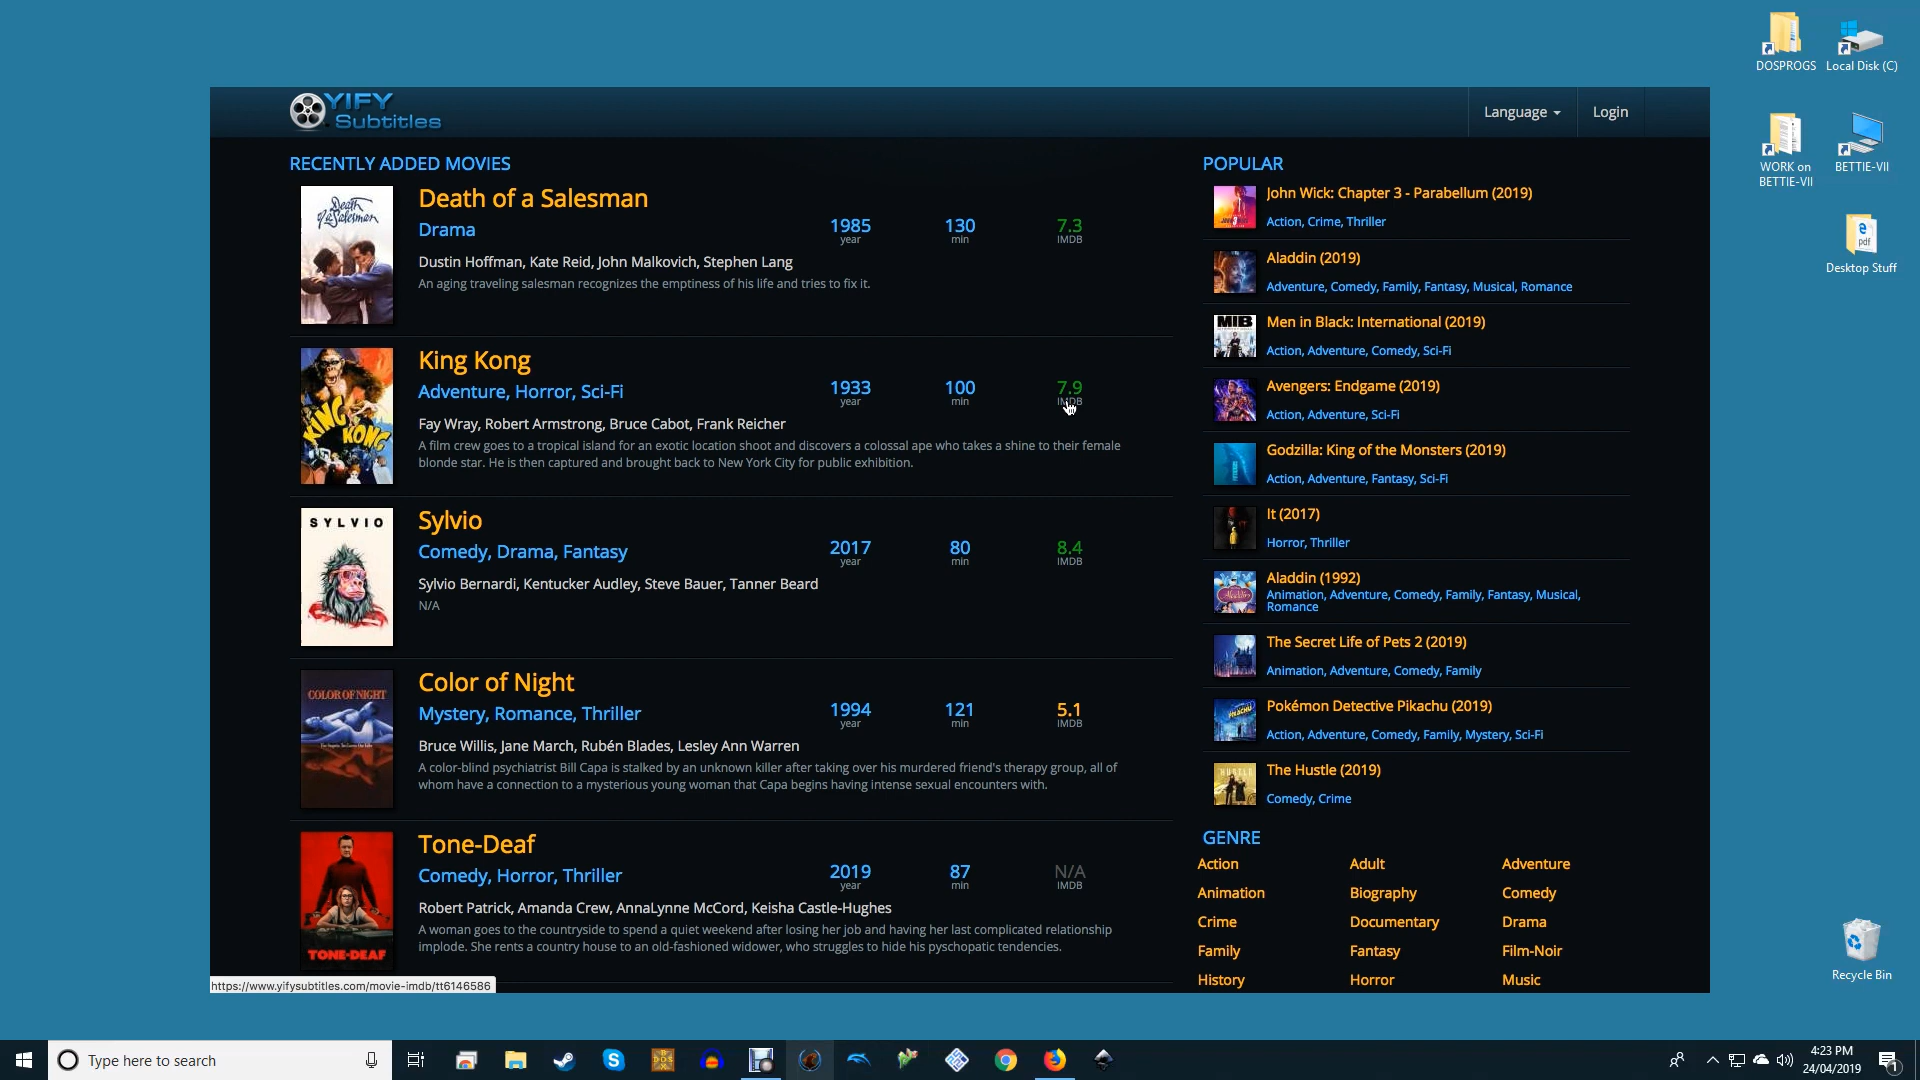 DOSPROGS
Local Disk (C)
WORK on
BETTIE-VII
BETTIE-VII
Desktop Stuff
Recycle Bin
YIFY
Subtitles
Language
Login
RECENTLY ADDED MOVIES
Death of a Salesman
Drama
1985
year
130
min
7.3
IMDB
Dustin Hoffman, Kate Reid, John Malkovich, Stephen Lang
An aging traveling salesman recognizes the emptiness of his life and tries to fix it.
Death
of a Salesman
King Kong
Adventure, Horror, Sci-Fi
1933
year
100
min
7.9
IMDB
Fay Wray, Robert Armstrong, Bruce Cabot, Frank Reicher
A film crew goes to a tropical island for an exotic location shoot and discovers a colossal ape who takes a shine to their female
blonde star. He is then captured and brought back to New York City for public exhibition.
KING
KONG
Sylvio
Comedy, Drama, Fantasy
2017
year
80
min
8.4
IMDB
Sylvio Bernardi, Kentucker Audley, Steve Bauer, Tanner Beard
N/A
SYLVIO
Color of Night
Mystery, Romance, Thriller
1994
year
121
min
5.1
IMDB
Bruce Willis, Jane March, Rubén Blades, Lesley Ann Warren
A color-blind psychiatrist Bill Capa is stalked by an unknown killer after taking over his murdered friend's therapy group, all of
whom have a connection to a mysterious young woman that Capa begins having intense sexual encounters with.
COLOR OF NIGHT
Tone-Deaf
Comedy, Horror, Thriller
2019
year
87
min
N/A
IMDB
Robert Patrick, Amanda Crew, AnnaLynne McCord, Keisha Castle-Hughes
A woman goes to the countryside to spend a quiet weekend after losing her job and having her last complicated relationship
implode. She rents a country house to an old-fashioned widower, who struggles to hide his pyschopatic tendencies.
TONE-DEAF
https://www.yifysubtitles.com/movie-imdb/tt6146586
POPULAR
John Wick: Chapter 3 - Parabellum (2019)
Action, Crime, Thriller
Aladdin (2019)
Adventure, Comedy, Family, Fantasy, Musical, Romance
MIB
Men in Black: International (2019)
Action, Adventure, Comedy, Sci-Fi
Avengers: Endgame (2019)
Action, Adventure, Sci-Fi
Godzilla: King of the Monsters (2019)
Action, Adventure, Fantasy, Sci-Fi
It (2017)
Horror, Thriller
Aladdin (1992)
Animation, Adventure, Comedy, Family, Fantasy, Musical,
Romance
The Secret Life of Pets 2 (2019)
Animation, Adventure, Comedy, Family
Pokémon Detective Pikachu (2019)
Action, Adventure, Comedy, Family, Mystery, Sci-Fi
HUSTLE
The Hustle (2019)
Comedy, Crime
GENRE
Action
Adult
Adventure
Animation
Biography
Comedy
Crime
Documentary
Drama
Family
Fantasy
Film-Noir
History
Horror
Music
Type here to search
4:23 PM
24/04/2019
1